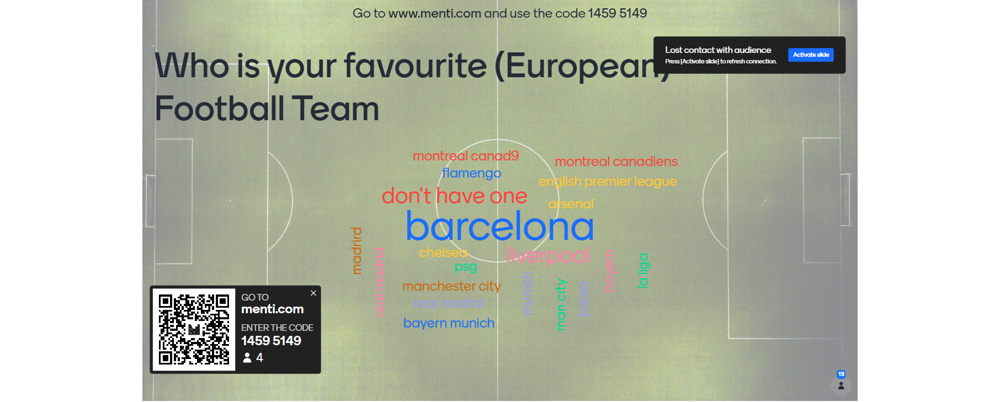 Go to www.menti.com and use the code 1459 5149
Lost contact with audience
Press [Activate slide] to refresh connection.
Activate slide
Who is your favourite (European)
Football Team
montreal canad9
montreal canadiens
flamengo
english premier league
don't have one
arsenal
barcelona
madrird
real madrid
chelsea
liverpool
psg
bayern
la liga
manchester city
munich
man city
barsa
real madrid
bayern munich
GO TO
menti.com
ENTER THE CODE
1459 5149
4
19